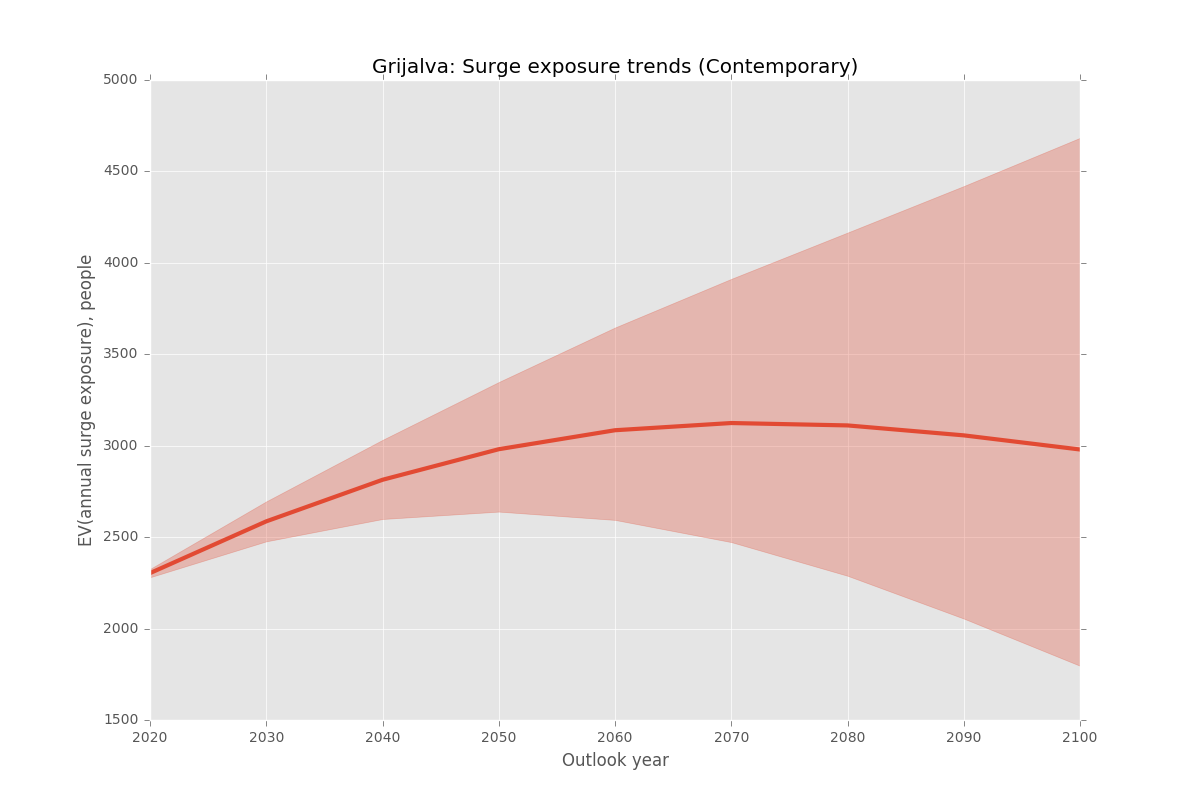 Grijalva: Surge exposure trends (Contemporary)
EV(annual surge exposure), people
5000
4500
4000
3500
3000
2500
2000
1500
2020 2030 2040 2050 2060 2070 2080 2090 2100
Outlook year